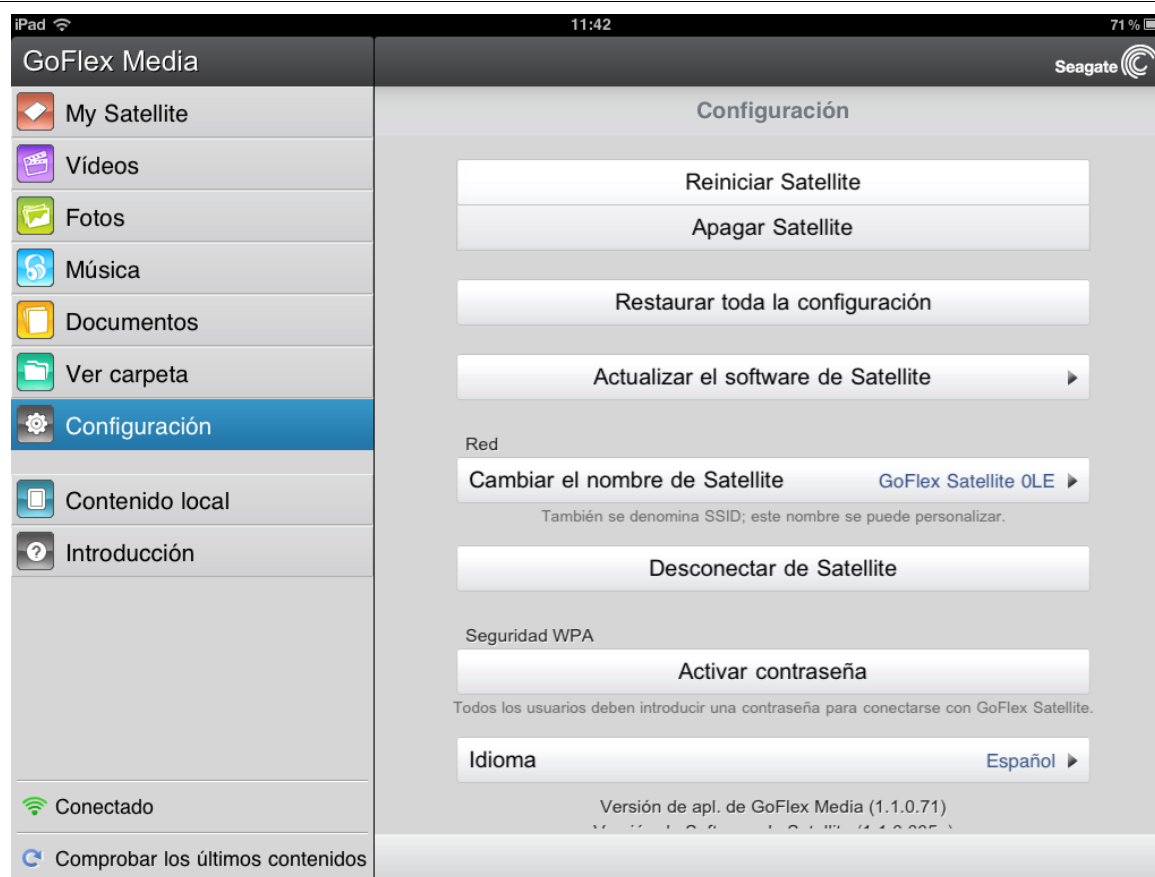 iPad 11:42 71 %
GoFlex Media
Seagate
My Satellite
Vídeos
Fotos
Música
Documentos
Ver carpeta
Configuración
Contenido local
Introducción
Conectado
Comprobar los últimos contenidos
Configuración
Reiniciar Satellite
Apagar Satellite
Restaurar toda la configuración
Actualizar el software de Satellite
Red
Cambiar el nombre de Satellite GoFlex Satellite 0LE
También se denomina SSID; este nombre se puede personalizar.
Desconectar de Satellite
Seguridad WPA
Activar contraseña
Todos los usuarios deben introducir una contraseña para conectarse con GoFlex Satellite.
Idioma Español
Versión de apl. de GoFlex Media (1.1.0.71)